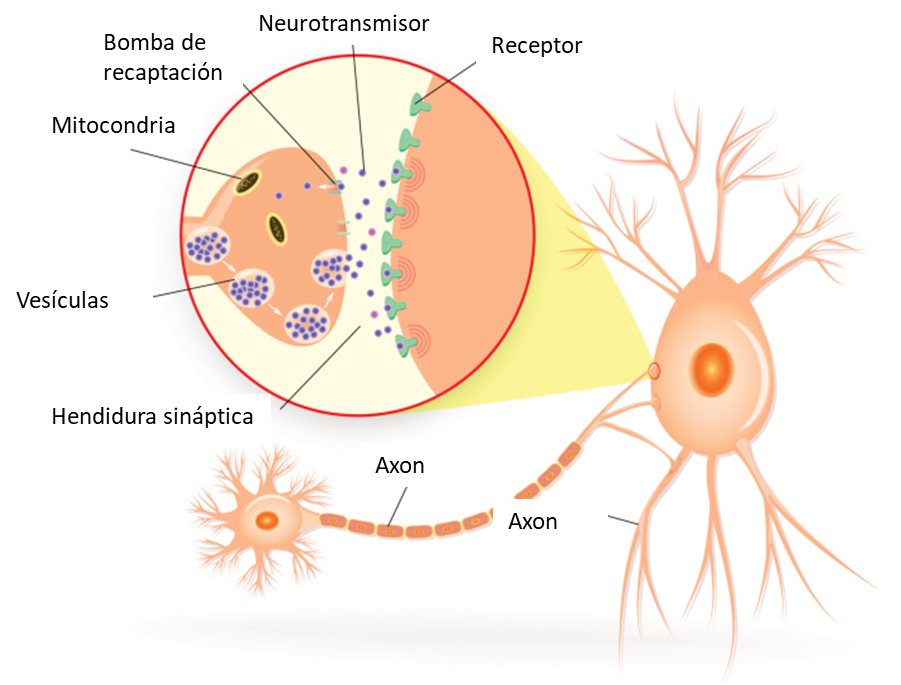 Neurotransmisor
Bomba de
recaptación
Receptor
Mitocondria
Vesículas
Hendidura sináptica
Axon
Axon